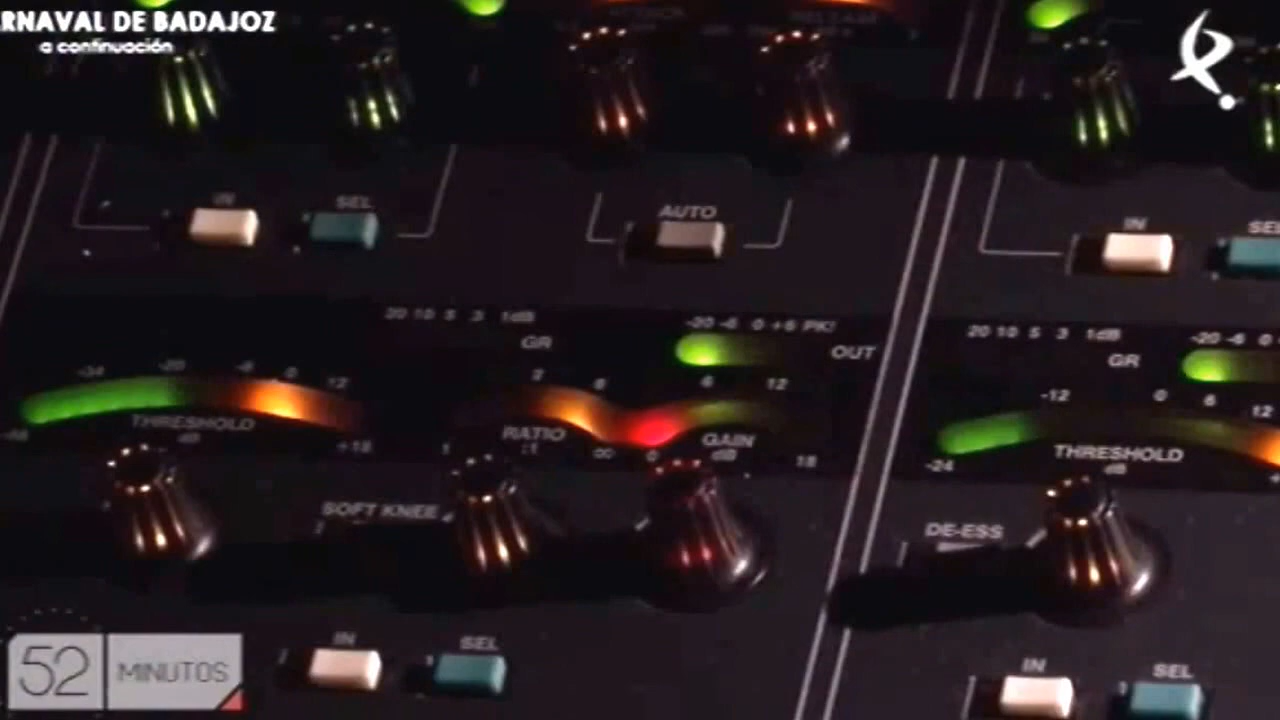 RNAVAL DE BADAJOZ
a continuación
IN
SEL
AUTO
IN
SEL
20 10 5 3 1dB
GR
-20 -6 0 +6 PK!
OUT
20 10 5 3 1dB
GR
-20 -6 0
-20
0
12
+18
THRESHOLD
dB
2
6
1
RATIO
:1
∞
0
6
12
GAIN
dB
18
-12
0
6
12
-24
THRESHOLD
dB
SOFT KNEE
DE-ESS
IN
SEL
IN
SEL
52
MINUTOS